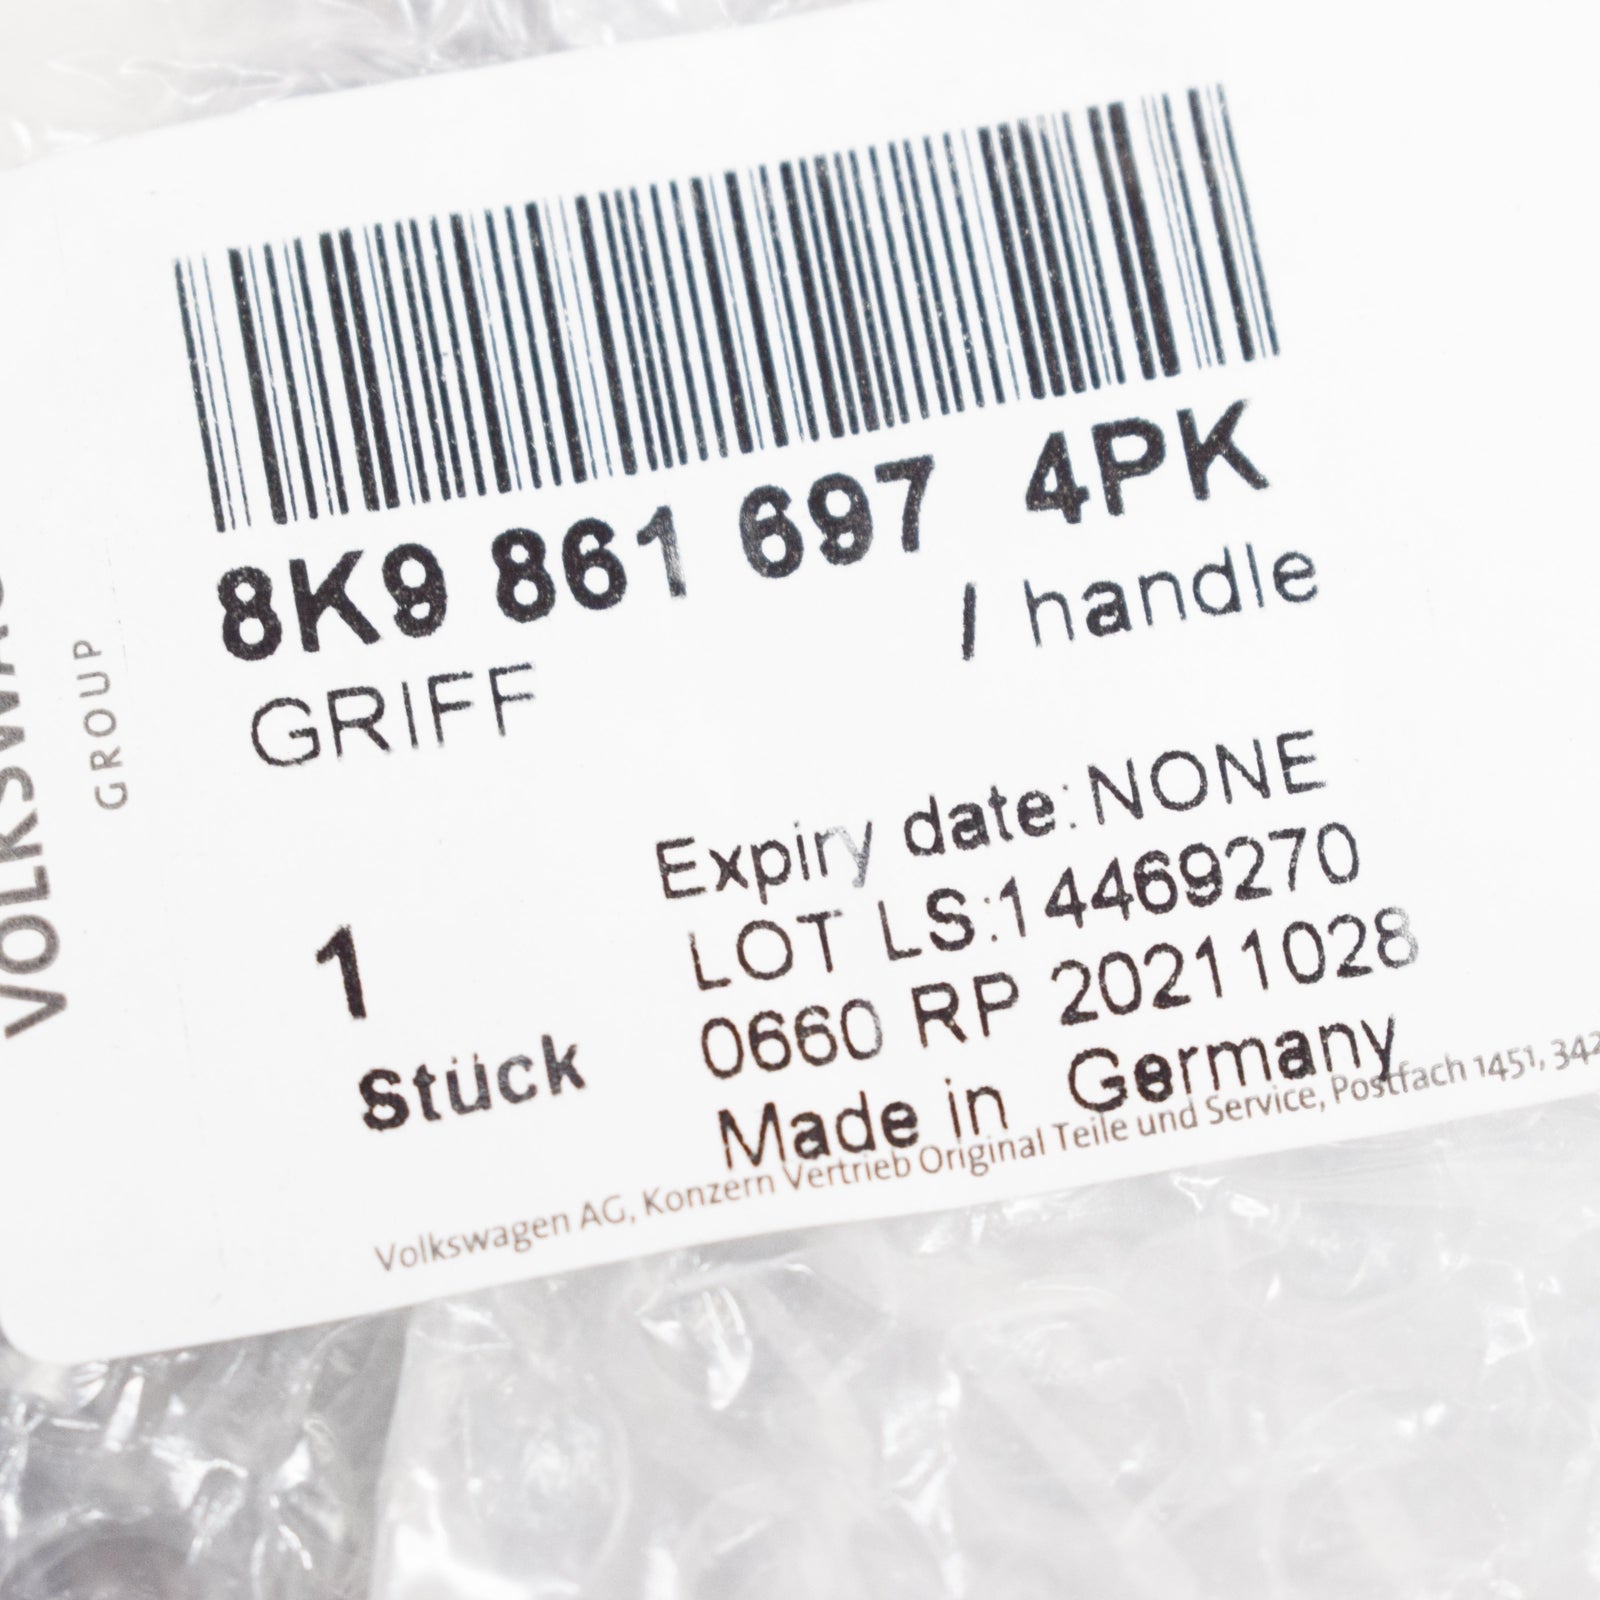 8K9 861 697 4PK
GRIFF / handle
Expiry date:NONE
LOT LS:14469270
1
0660 RP 20211028
Stück
Made in Germany
Volkswagen AG, Konzern Vertrieb Original Teile und Service, Postfach 1451, 342
GROUP